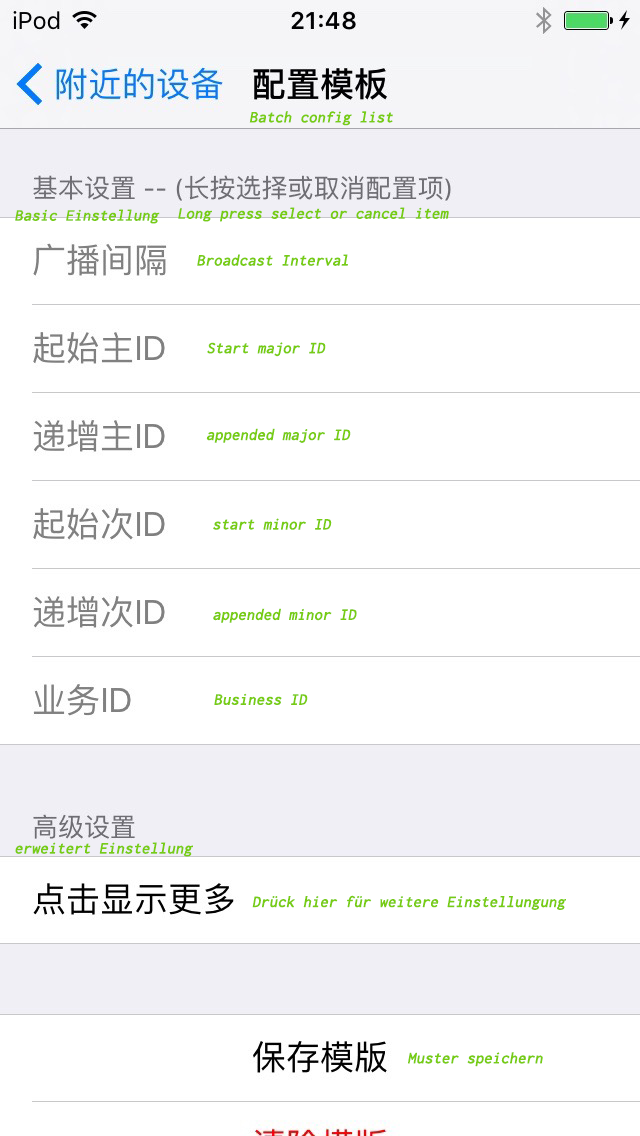 iPod 21:48
附近的设备 配置模板
Batch config list
基本设置 -- (长按选择或取消配置项)
Basic Einstellung Long press select or cancel item
广播间隔 Broadcast Interval
起始主ID Start major ID
递增主ID appended major ID
起始次ID start minor ID
递增次ID appended minor ID
业务ID Business ID
高级设置
erweitert Einstellung
点击显示更多 Drück hier für weitere Einstellungung
保存模版 Muster speichern
清除模版